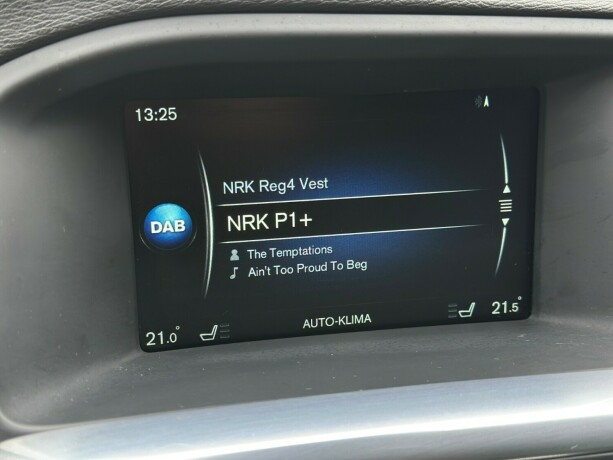 13:25
A
NRK Reg4 Vest
DAB
NRK P1+
The Temptations
Ain't Too Proud To Beg
21.0°
AUTO-KLIMA
21.5°